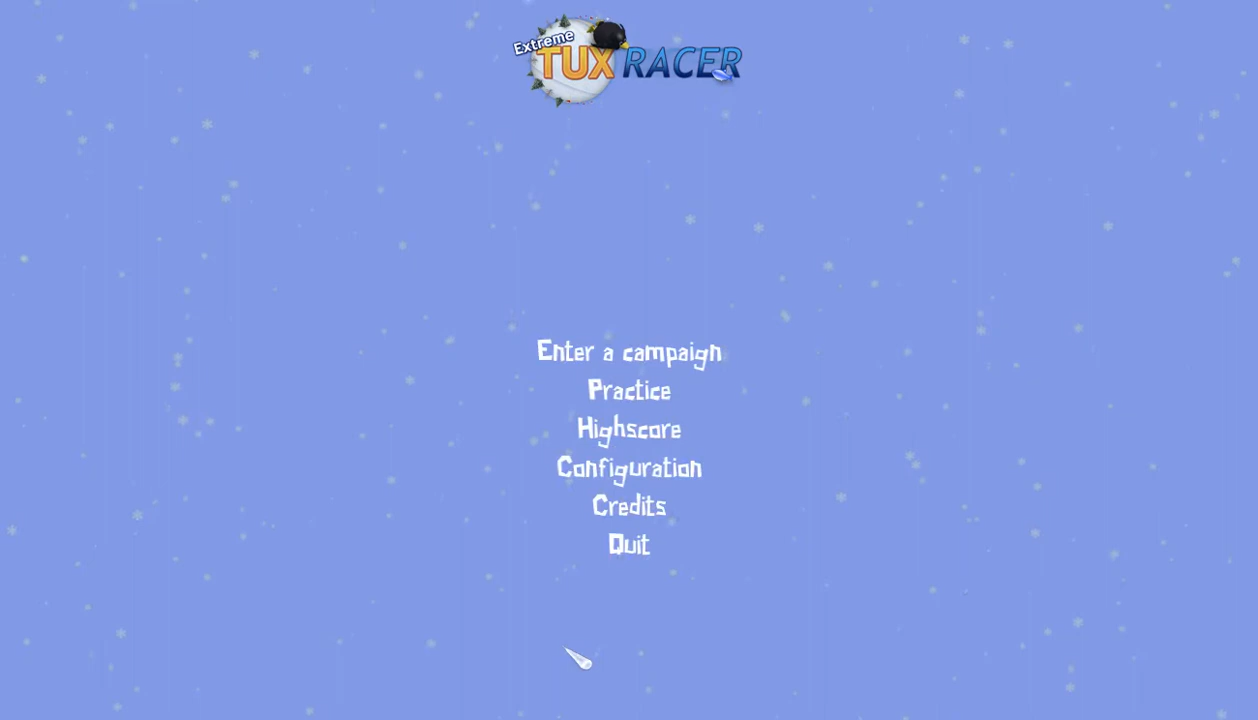 Extreme
TUX RACER
Enter a campaign
Practice
Highscore
Configuration
Credits
Quit